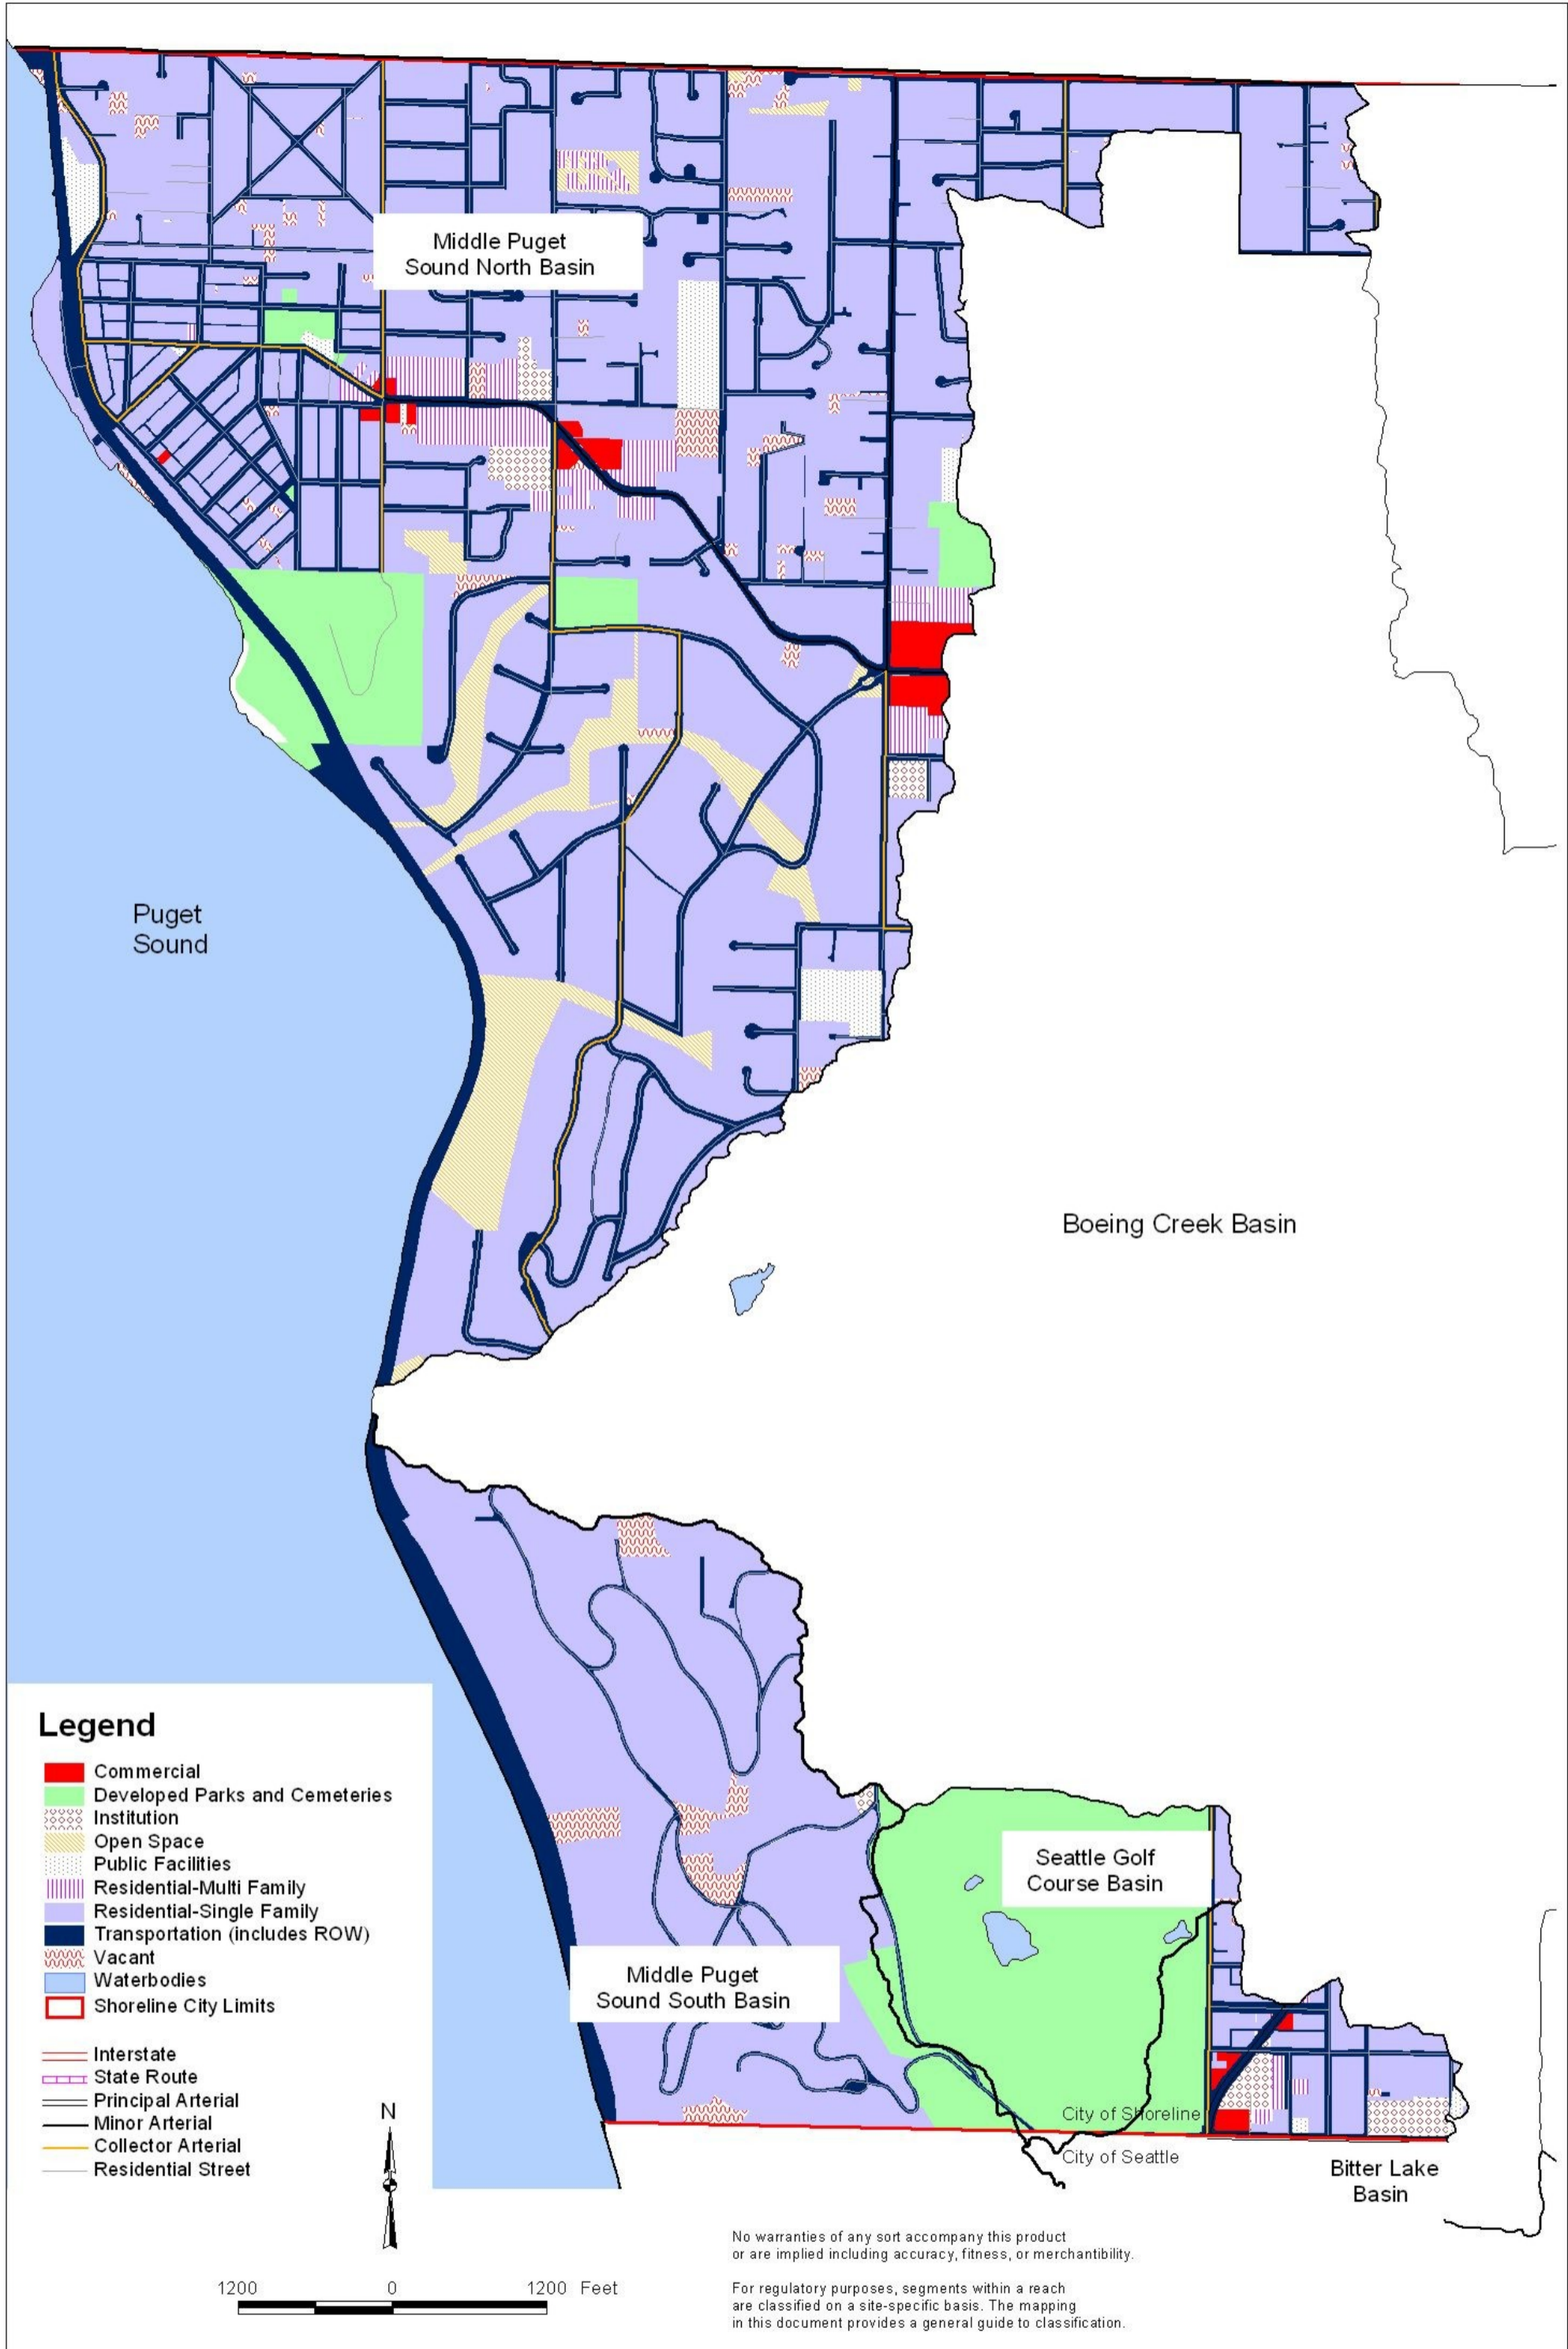 Middle Puget
Sound North Basin
Puget
Sound
Boeing Creek Basin
Legend
Commercial
Developed Parks and Cemeteries
Institution
Open Space
Public Facilities
Residential-Multi Family
Residential-Single Family
Transportation (includes ROW)
Vacant
Waterbodies
Shoreline City Limits
Interstate
State Route
Principal Arterial
Minor Arterial
Collector Arterial
Residential Street
N
Seattle Golf
Course Basin
Middle Puget
Sound South Basin
City of Shoreline
City of Seattle
Bitter Lake
Basin
1200 0 1200 Feet
No warranties of any sort accompany this product
or are implied including accuracy, fitness, or merchantibility.
For regulatory purposes, segments within a reach
are classified on a site-specific basis. The mapping
in this document provides a general guide to classification.